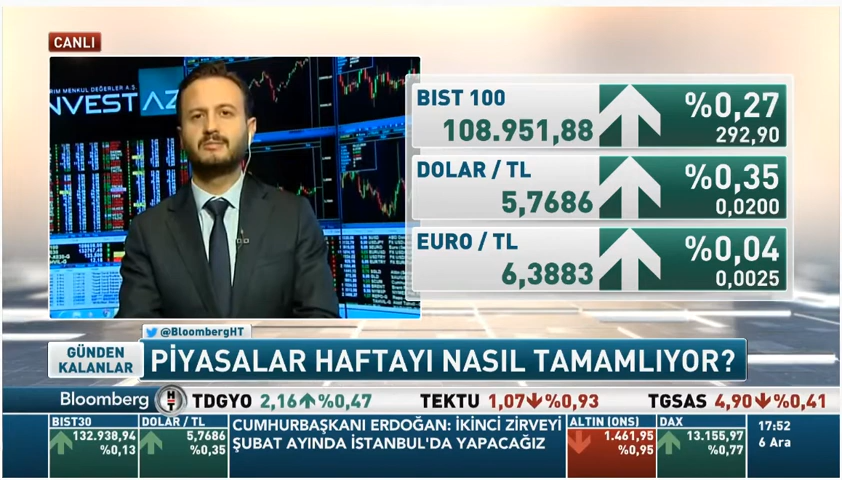 CANLI
RIM MENKUL DEĞERLER A.Ş.
INVEST AZ
BIST 100
108.951,88
%0,27
292,90
DOLAR / TL
5,7686
%0,35
0,0200
EURO / TL
6,3883
%0,04
0,0025
@BloombergHT
GÜNDEN
KALANLAR
PİYASALAR HAFTAYI NASIL TAMAMLIYOR?
Bloomberg HT TDGYO 2,16 %0,47 TEKTU 1,07 %0,93 TGSAS 4,90 %0,41
BIST30
132.938,94
%0,13
DOLAR / TL
5,7686
%0,35
CUMHURBAŞKANI ERDOĞAN: İKİNCİ ZİRVEYİ
ŞUBAT AYINDA İSTANBUL'DA YAPACAĞIZ
ALTIN (ONS)
1.461,95
%0,95
DAX
13.155,97
%0,77
17:52
6 Ara